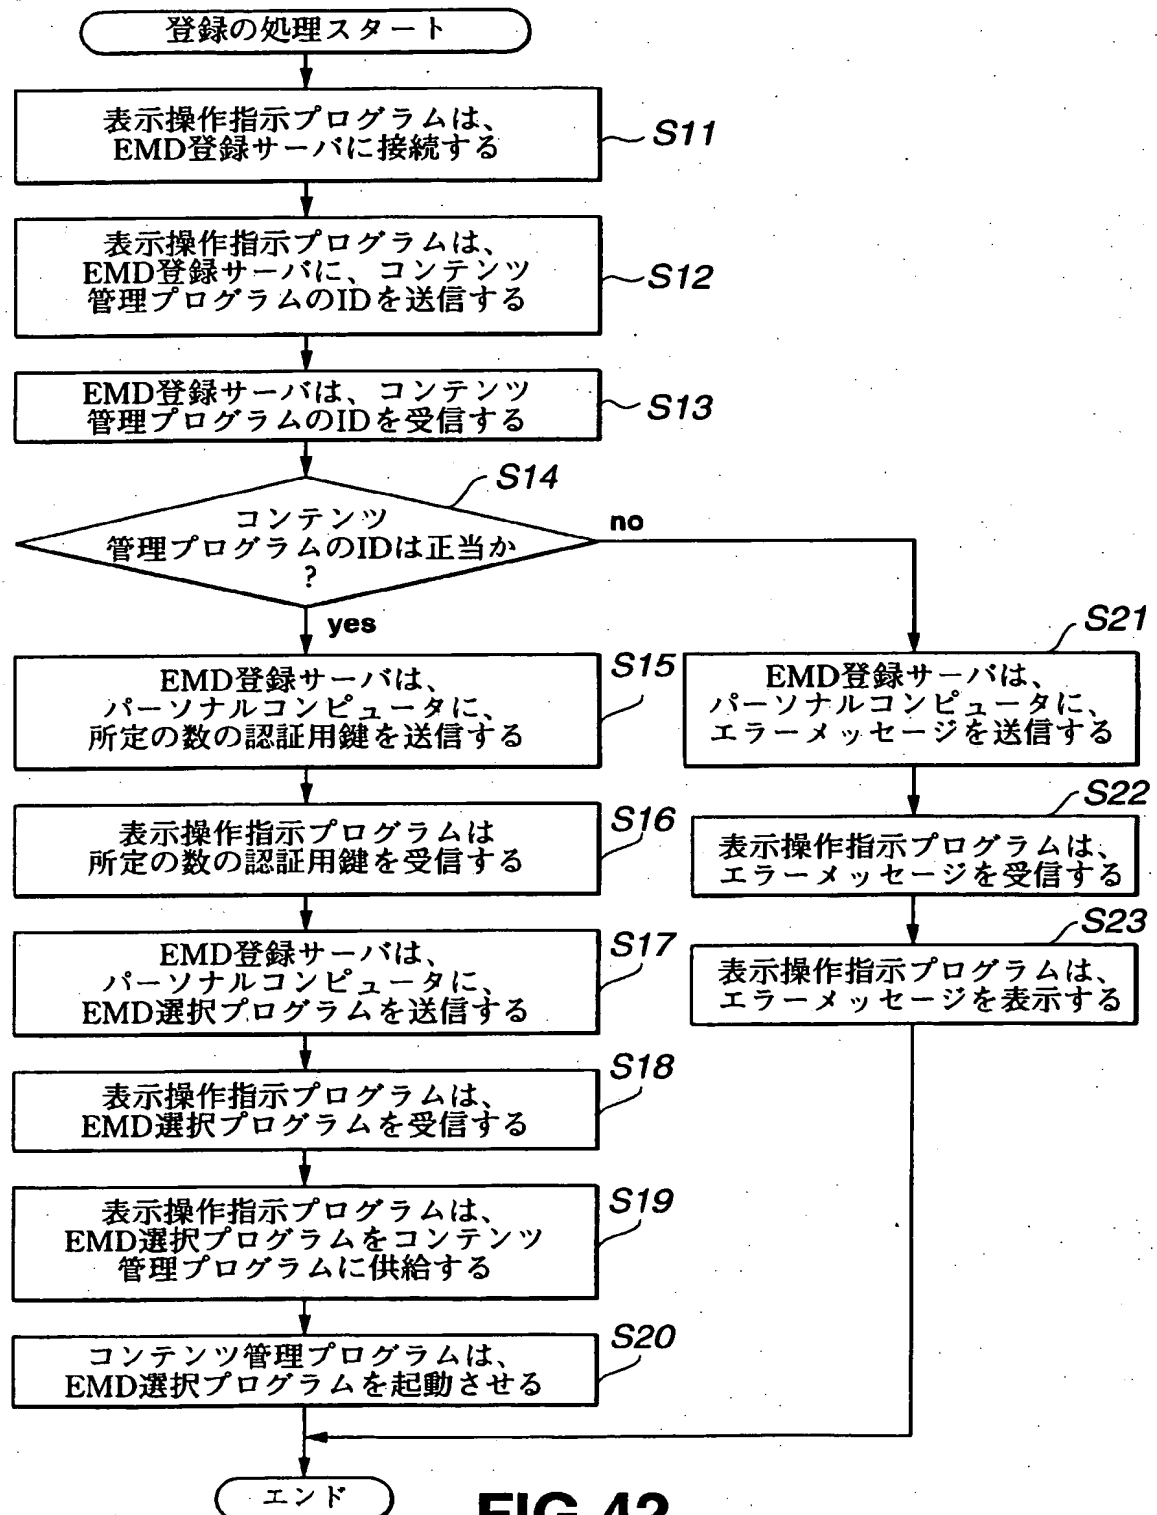 登録の処理スタート
表示操作指示プログラムは、
EMD登録サーバに接続する
S11
表示操作指示プログラムは、
EMD登録サーバに、コンテンツ
管理プログラムのIDを送信する
S12
EMD登録サーバは、コンテンツ
管理プログラムのIDを受信する
S13
S14
コンテンツ
管理プログラムのIDは正当か
?
no
yes
EMD登録サーバは、
パーソナルコンピュータに、
所定の数の認証用鍵を送信する
S15
表示操作指示プログラムは
所定の数の認証用鍵を受信する
S16
EMD登録サーバは、
パーソナルコンピュータに、
EMD選択プログラムを送信する
S17
表示操作指示プログラムは、
EMD選択プログラムを受信する
S18
表示操作指示プログラムは、
EMD選択プログラムをコンテンツ
管理プログラムに供給する
S19
コンテンツ管理プログラムは、
EMD選択プログラムを起動させる
S20
S21
EMD登録サーバは、
パーソナルコンピュータに、
エラーメッセージを送信する
S22
表示操作指示プログラムは、
エラーメッセージを受信する
S23
表示操作指示プログラムは、
エラーメッセージを表示する
エンド
FIG.42